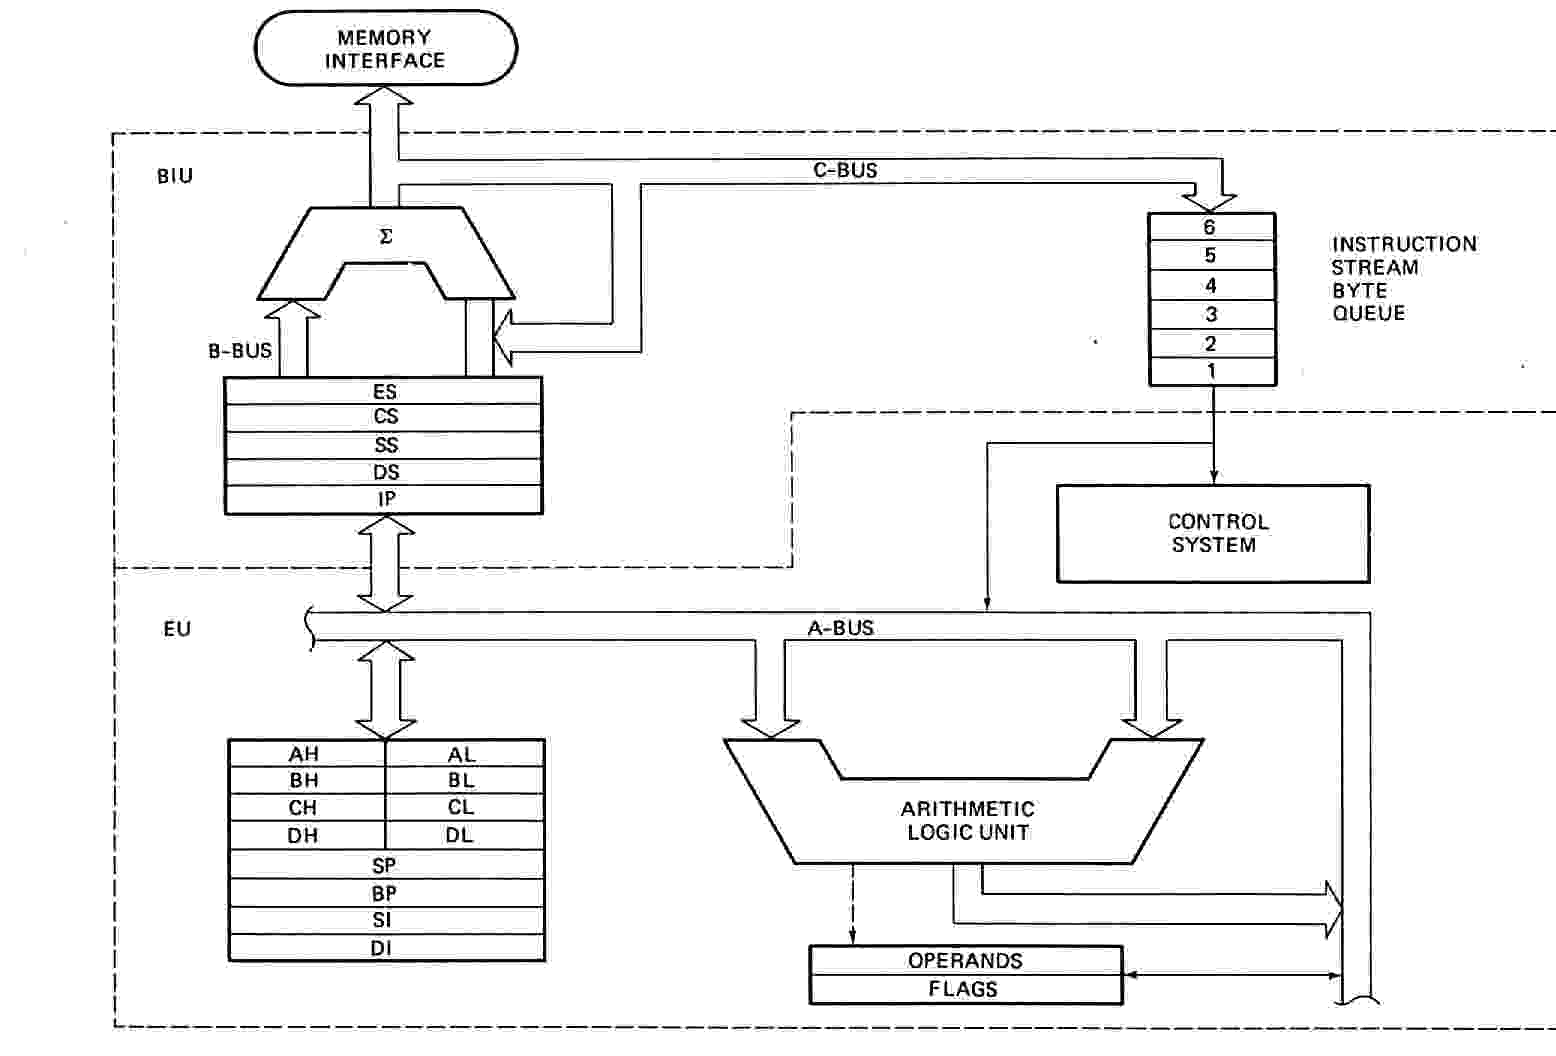 MEMORY
INTERFACE
BIU
C-BUS
Σ
B-BUS
6
5
4
3
2
1
INSTRUCTION
STREAM
BYTE
QUEUE
ES
CS
SS
DS
IP
CONTROL
SYSTEM
EU
A-BUS
AH AL
BH BL
CH CL
DH DL
SP
BP
SI
DI
ARITHMETIC
LOGIC UNIT
OPERANDS
FLAGS